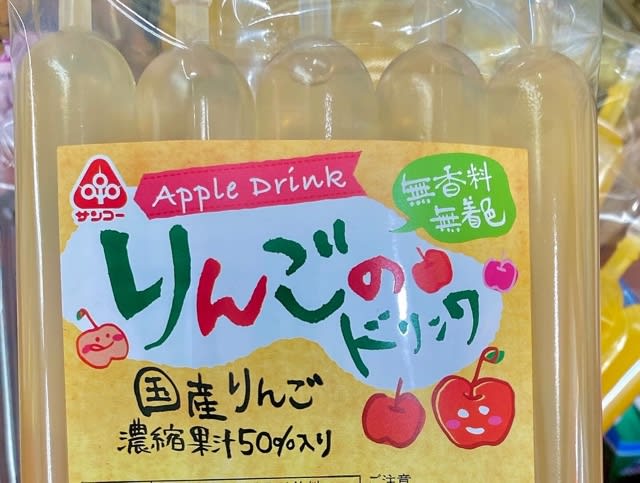 サンコー
Apple Drink
無香料
無着色
りんごの
ドリンク
国産りんご
濃縮果汁50%入り
ご注意